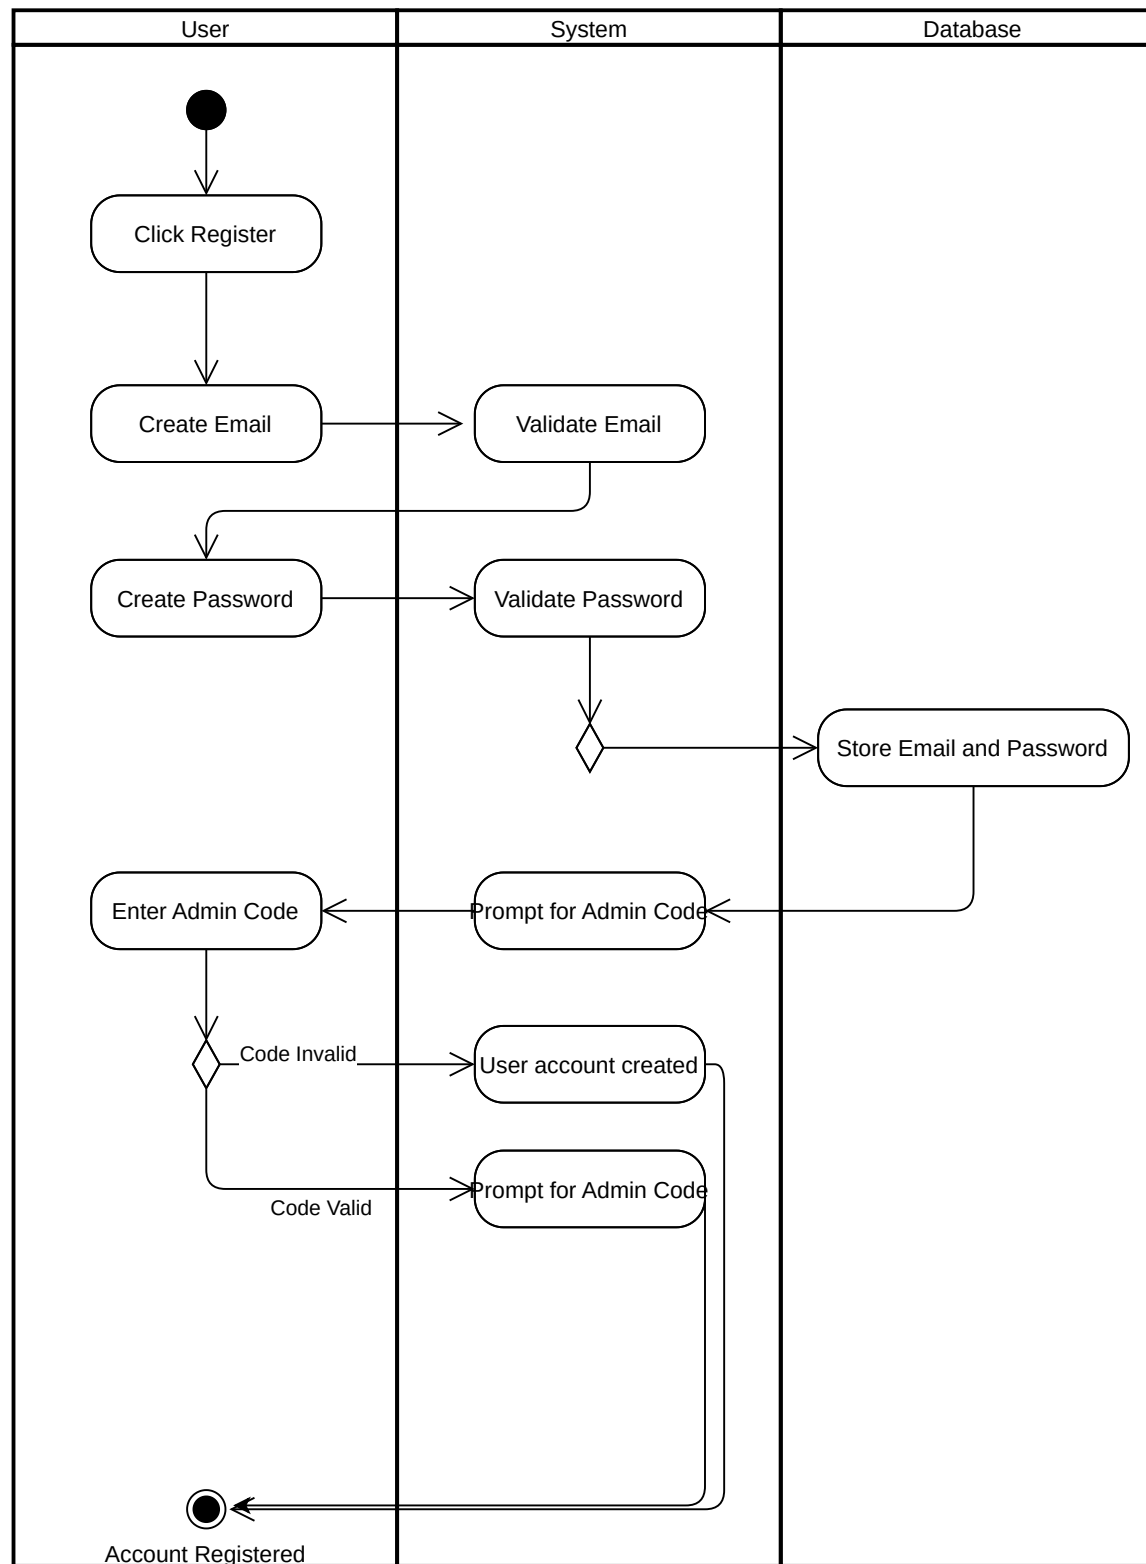 User
System
Database
Click Register
Create Email
Validate Email
Create Password
Validate Password
Store Email and Password
Enter Admin Code
Prompt for Admin Code
Code Invalid
User account created
Prompt for Admin Code
Code Valid
Account Registered